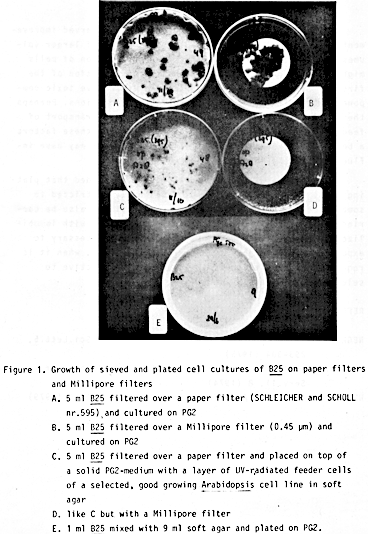 A
B
C
D
E
Figure 1. Growth of sieved and plated cell cultures of B25 on paper filters
and Millipore filters
A. 5 ml B25 filtered over a paper filter (SCHLEICHER and SCHOLL
nr.595) and cultured on PG2
B. 5 ml B25 filtered over a Millipore filter (0.45 µm) and
cultured on PG2
C. 5 ml B25 filtered over a paper filter and placed on top of
a solid PG2-medium with a layer of UV-radiated feeder cells
of a selected, good growing Arabidopsis cell line in soft
agar
D. like C but with a Millipore filter
E. 1 ml B25 mixed with 9 ml soft agar and plated on PG2.